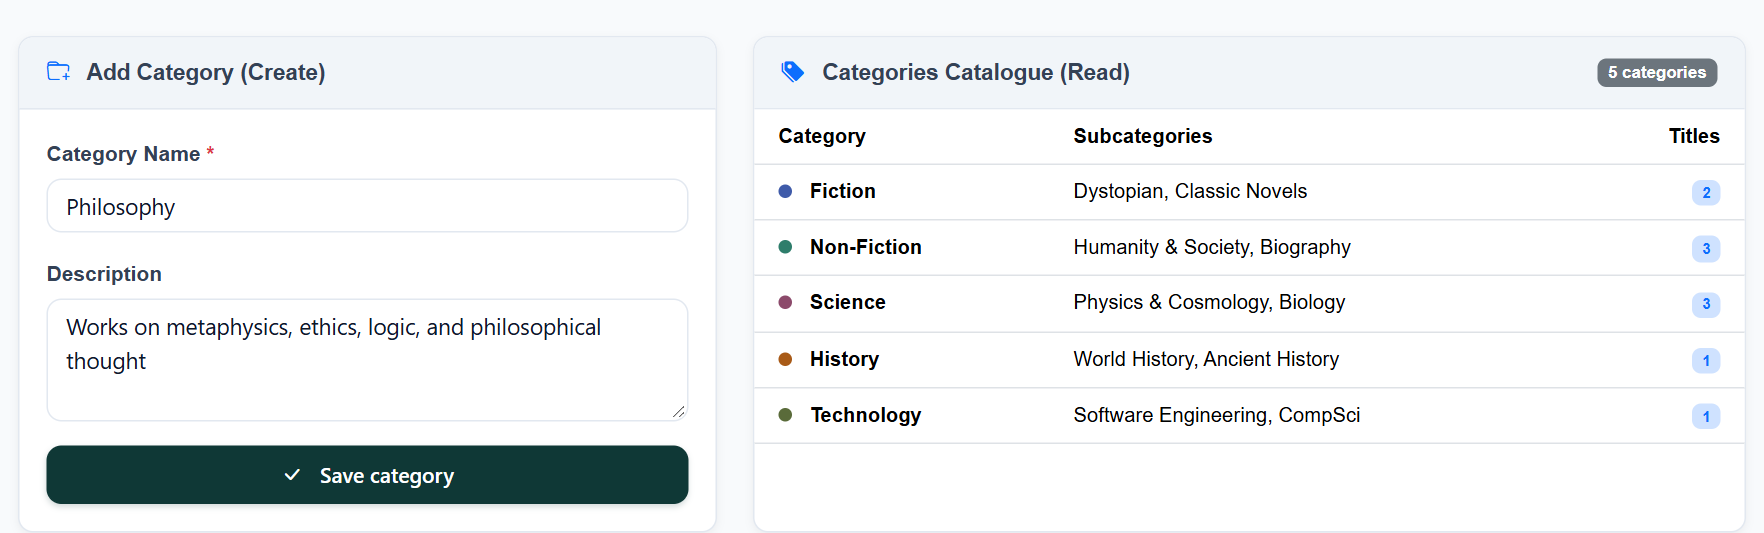 Add Category (Create)
Category Name *
Philosophy
Description
Works on metaphysics, ethics, logic, and philosophical
thought
Save category
Categories Catalogue (Read)
5 categories
Category Subcategories Titles
Fiction Dystopian, Classic Novels 2
Non-Fiction Humanity & Society, Biography 3
Science Physics & Cosmology, Biology 3
History World History, Ancient History 1
Technology Software Engineering, CompSci 1